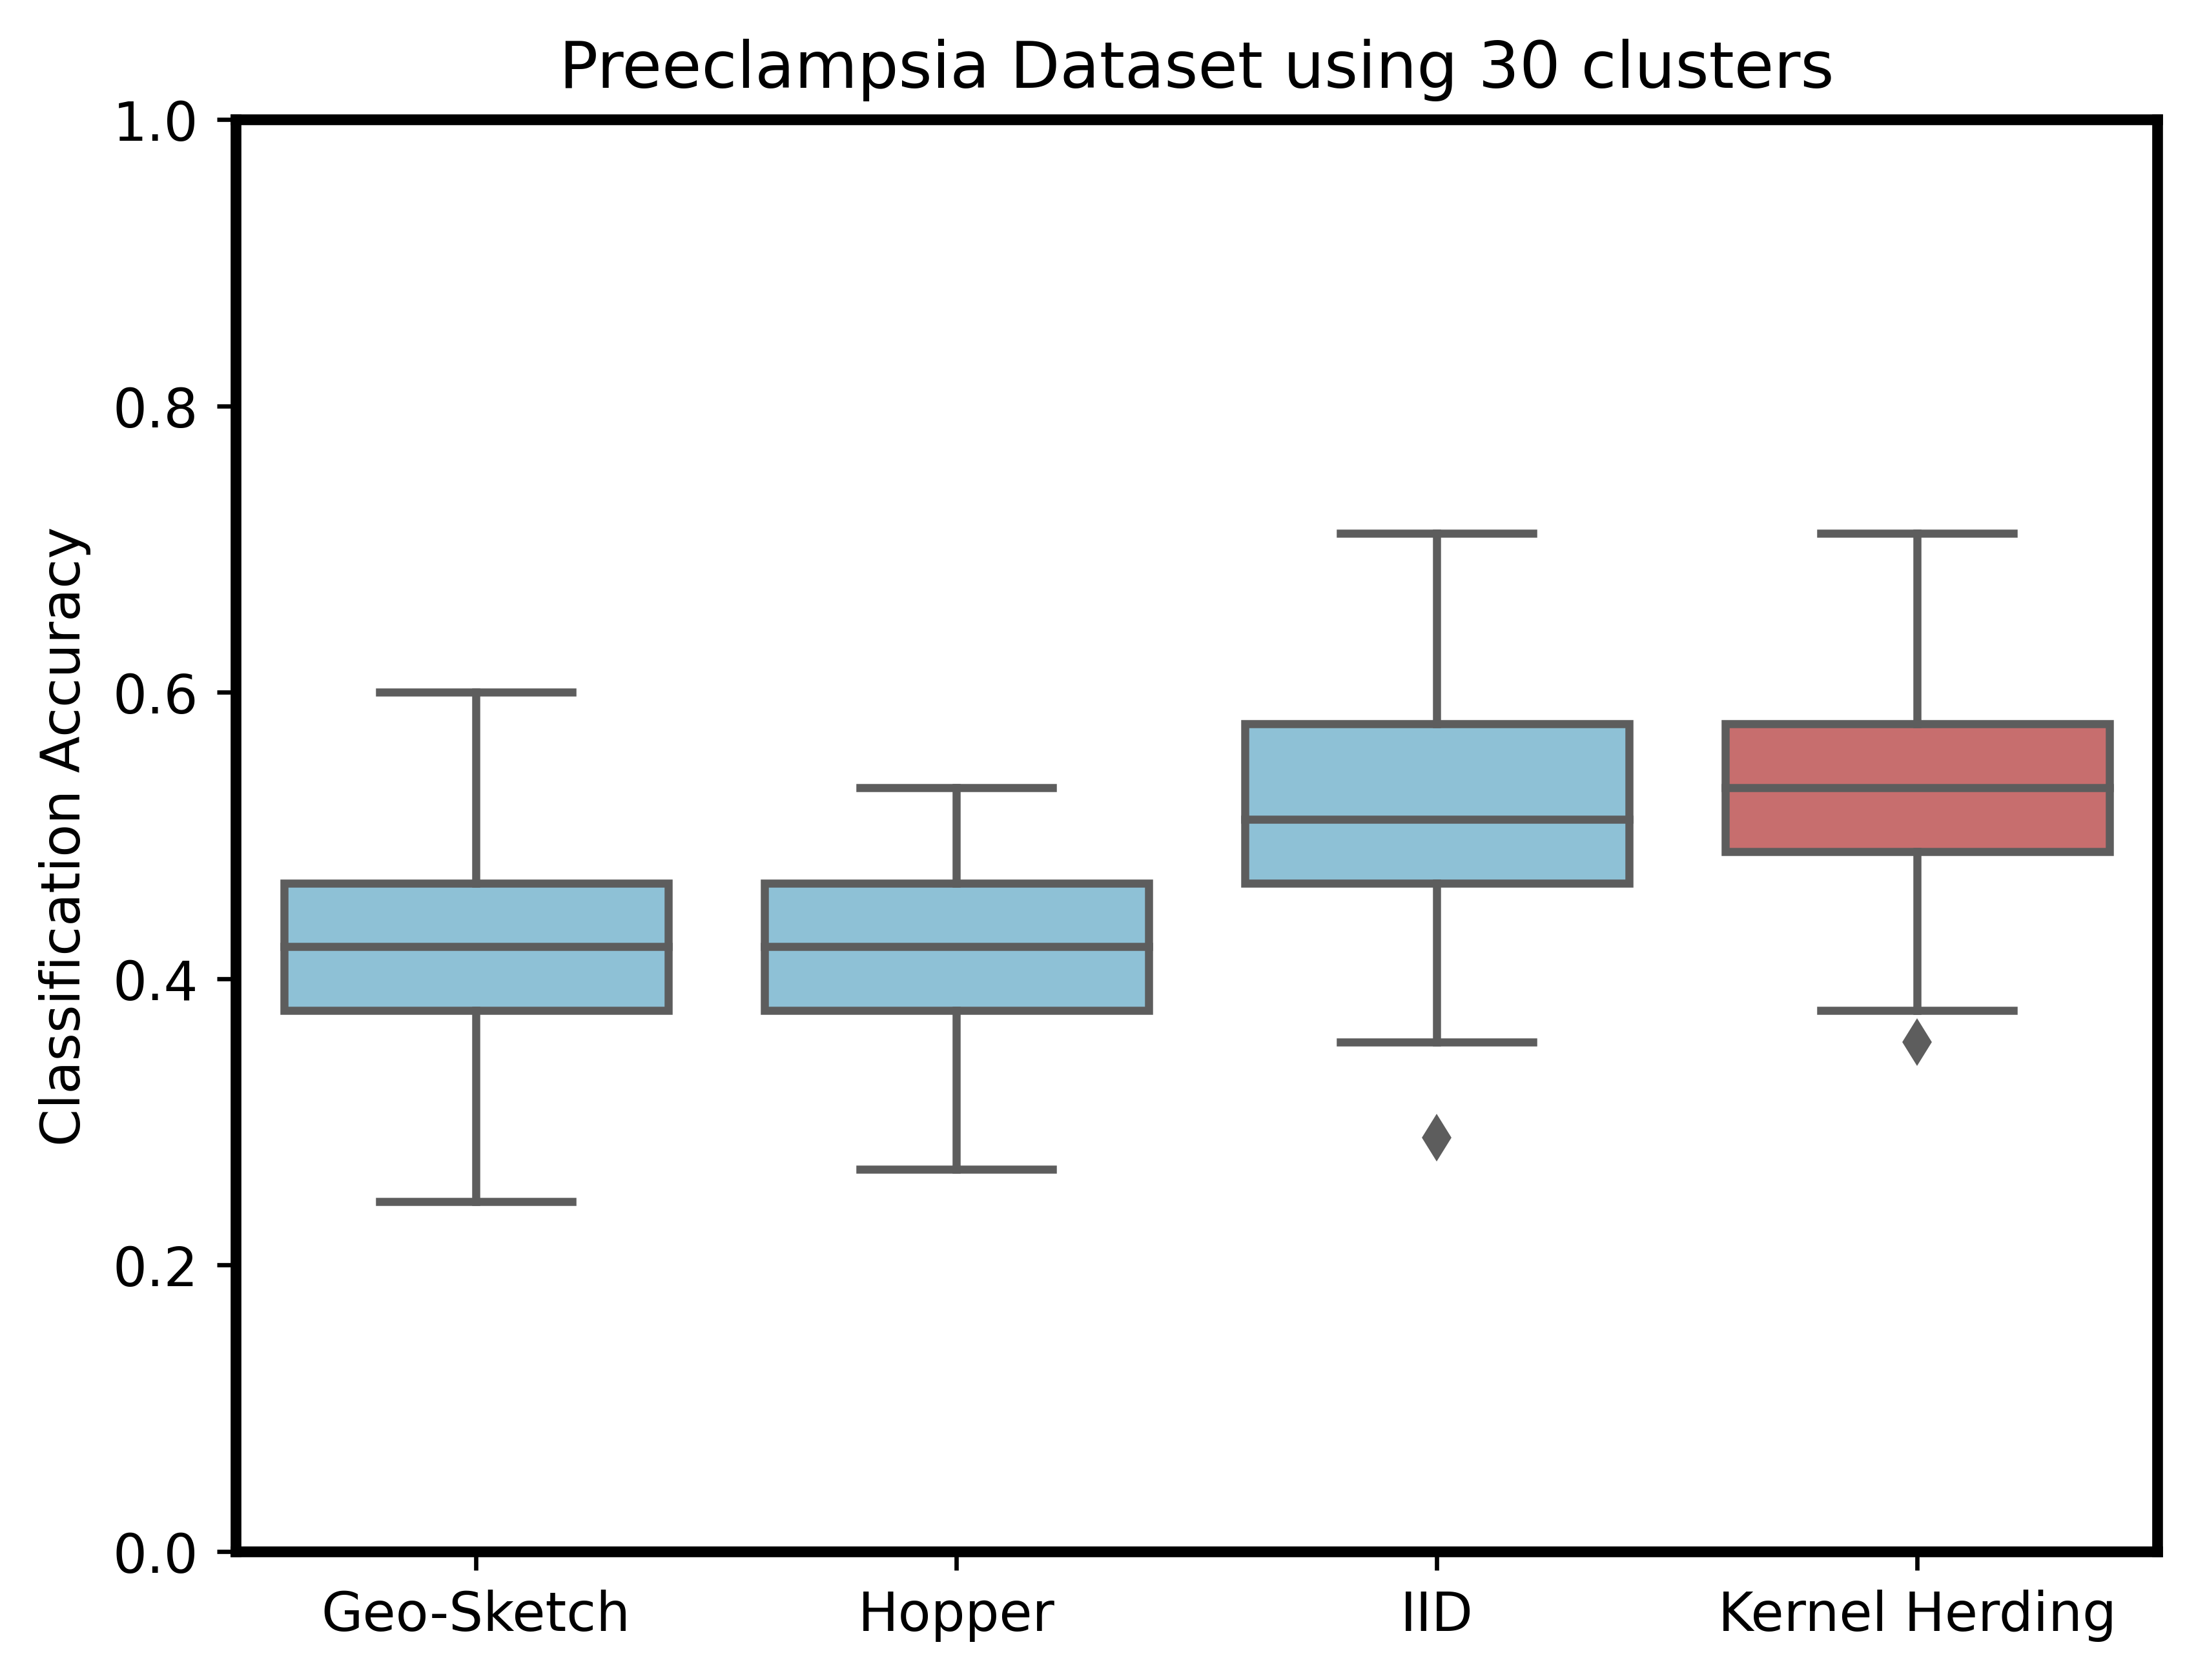 Preeclampsia Dataset using 30 clusters
1.0
0.8
0.6
0.4
0.2
0.0
Classification Accuracy
Geo-Sketch Hopper IID Kernel Herding